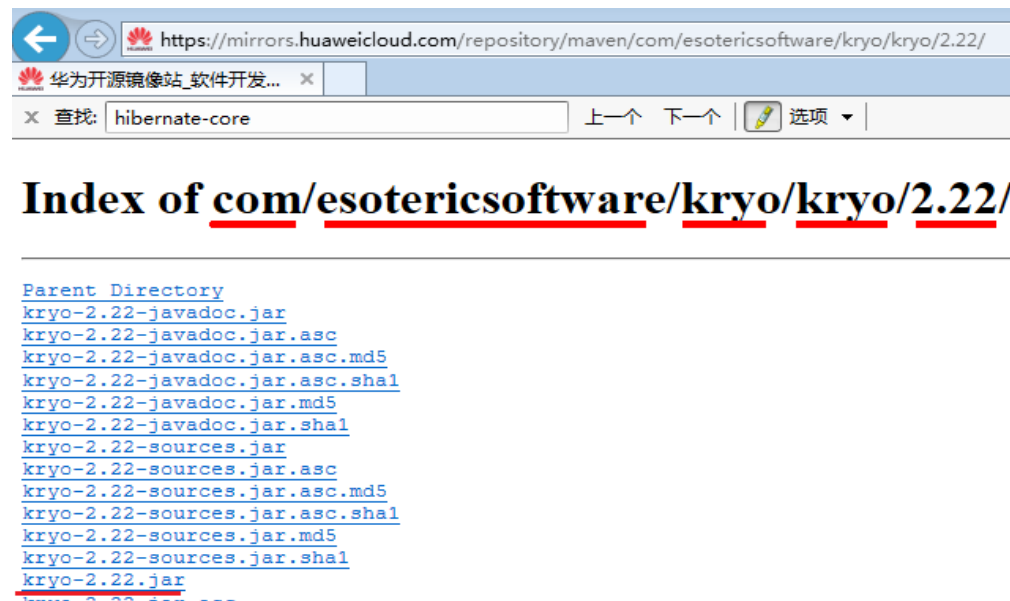 https://mirrors.huaweicloud.com/repository/maven/com/esotericsoftware/kryo/kryo/2.22/
华为开源镜像站_软件开发... ×
x 查找: hibernate-core 上一个 下一个 选项
Index of com/esotericsoftware/kryo/kryo/2.22/
Parent Directory
kryo-2.22-javadoc.jar
kryo-2.22-javadoc.jar.asc
kryo-2.22-javadoc.jar.asc.md5
kryo-2.22-javadoc.jar.asc.sha1
kryo-2.22-javadoc.jar.md5
kryo-2.22-javadoc.jar.sha1
kryo-2.22-sources.jar
kryo-2.22-sources.jar.asc
kryo-2.22-sources.jar.asc.md5
kryo-2.22-sources.jar.asc.sha1
kryo-2.22-sources.jar.md5
kryo-2.22-sources.jar.sha1
kryo-2.22.jar